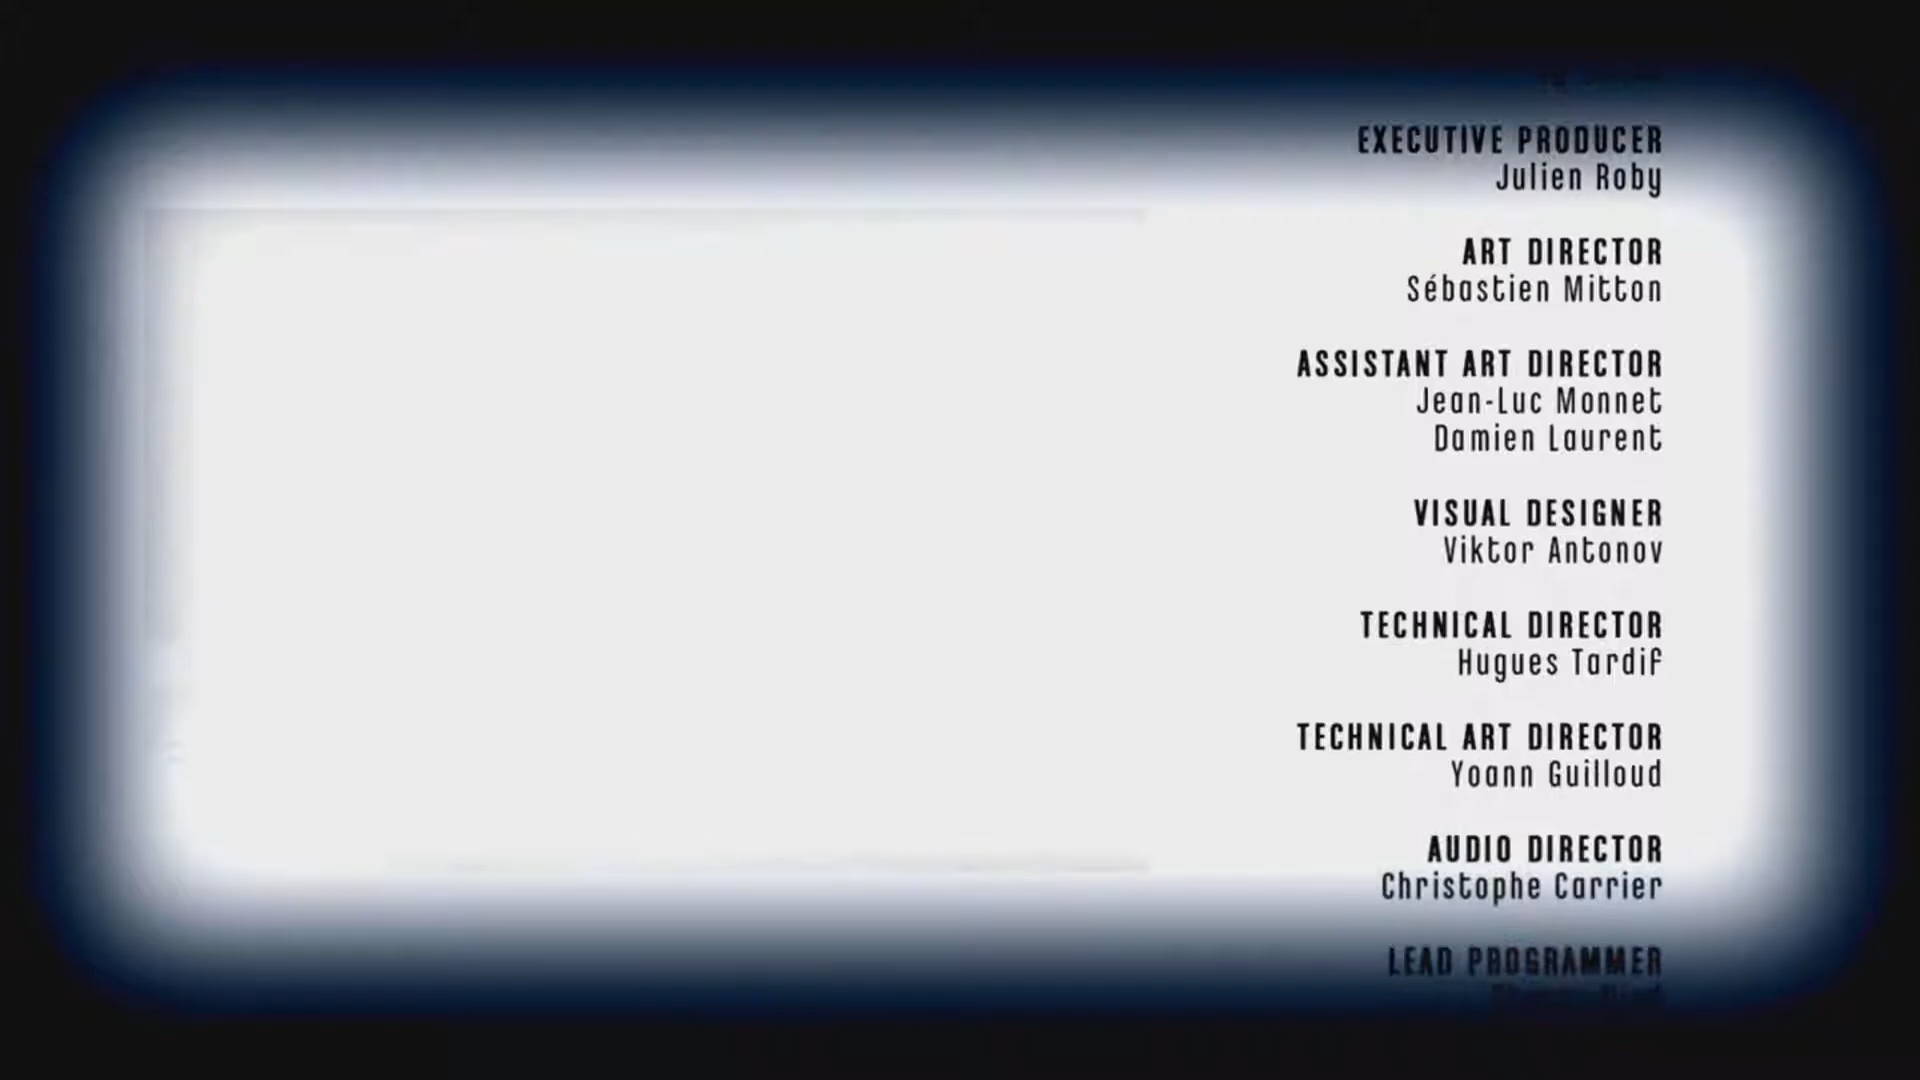 EXECUTIVE PRODUCER
Julien Roby
ART DIRECTOR
Sébastien Mitton
ASSISTANT ART DIRECTOR
Jean-Luc Monnet
Damien Laurent
VISUAL DESIGNER
Viktor Antonov
TECHNICAL DIRECTOR
Hugues Tardif
TECHNICAL ART DIRECTOR
Yoann Guilloud
AUDIO DIRECTOR
Christophe Carrier
LEAD PROGRAMMER